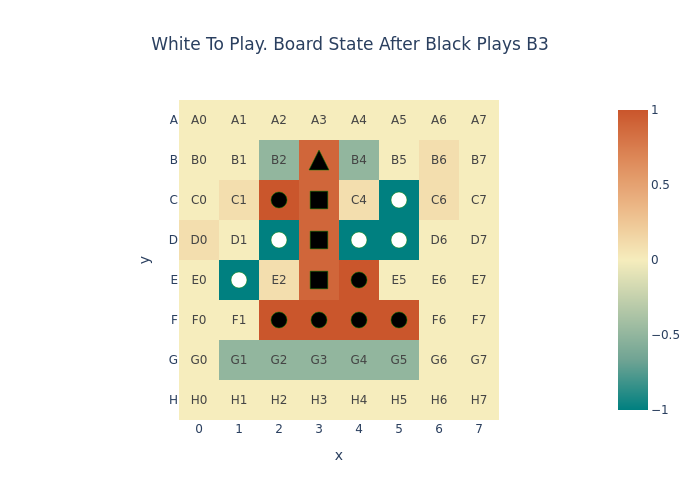 White To Play. Board State After Black Plays B3
A A0 A1 A2 A3 A4 A5 A6 A7
B B0 B1 B2 B4 B5 B6 B7
C C0 C1 C4 C6 C7
D D0 D1 D6 D7
E E0 E2 E5 E6 E7
F F0 F1 F6 F7
G G0 G1 G2 G3 G4 G5 G6 G7
H H0 H1 H2 H3 H4 H5 H6 H7
0 1 2 3 4 5 6 7
x
y
1
0.5
0
−0.5
−1